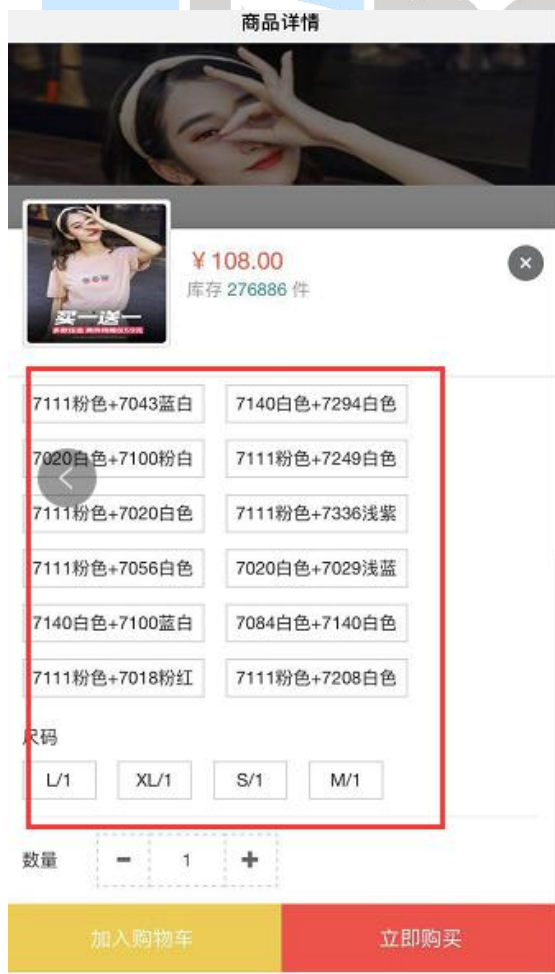 商品详情
¥ 108.00
库存 276886 件
买一送一
7111粉色+7043蓝白 7140白色+7294白色
7020白色+7100粉白 7111粉色+7249白色
7111粉色+7020白色 7111粉色+7336浅紫
7111粉色+7056白色 7020白色+7029浅蓝
7140白色+7100蓝白 7084白色+7140白色
7111粉色+7018粉红 7111粉色+7208白色
尺码
L/1 XL/1 S/1 M/1
数量 - 1 +
加入购物车 立即购买